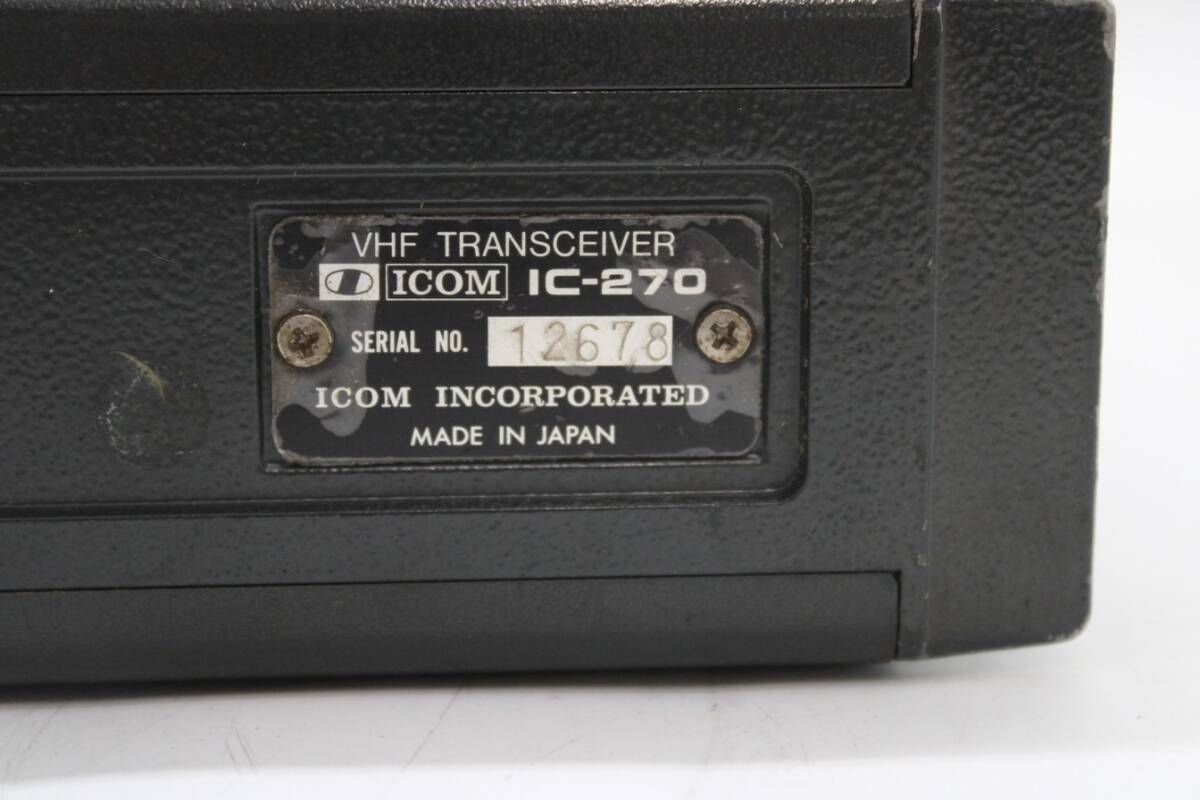 VHF TRANSCEIVER
ICOM IC-270
SERIAL NO. 12678
ICOM INCORPORATED
MADE IN JAPAN